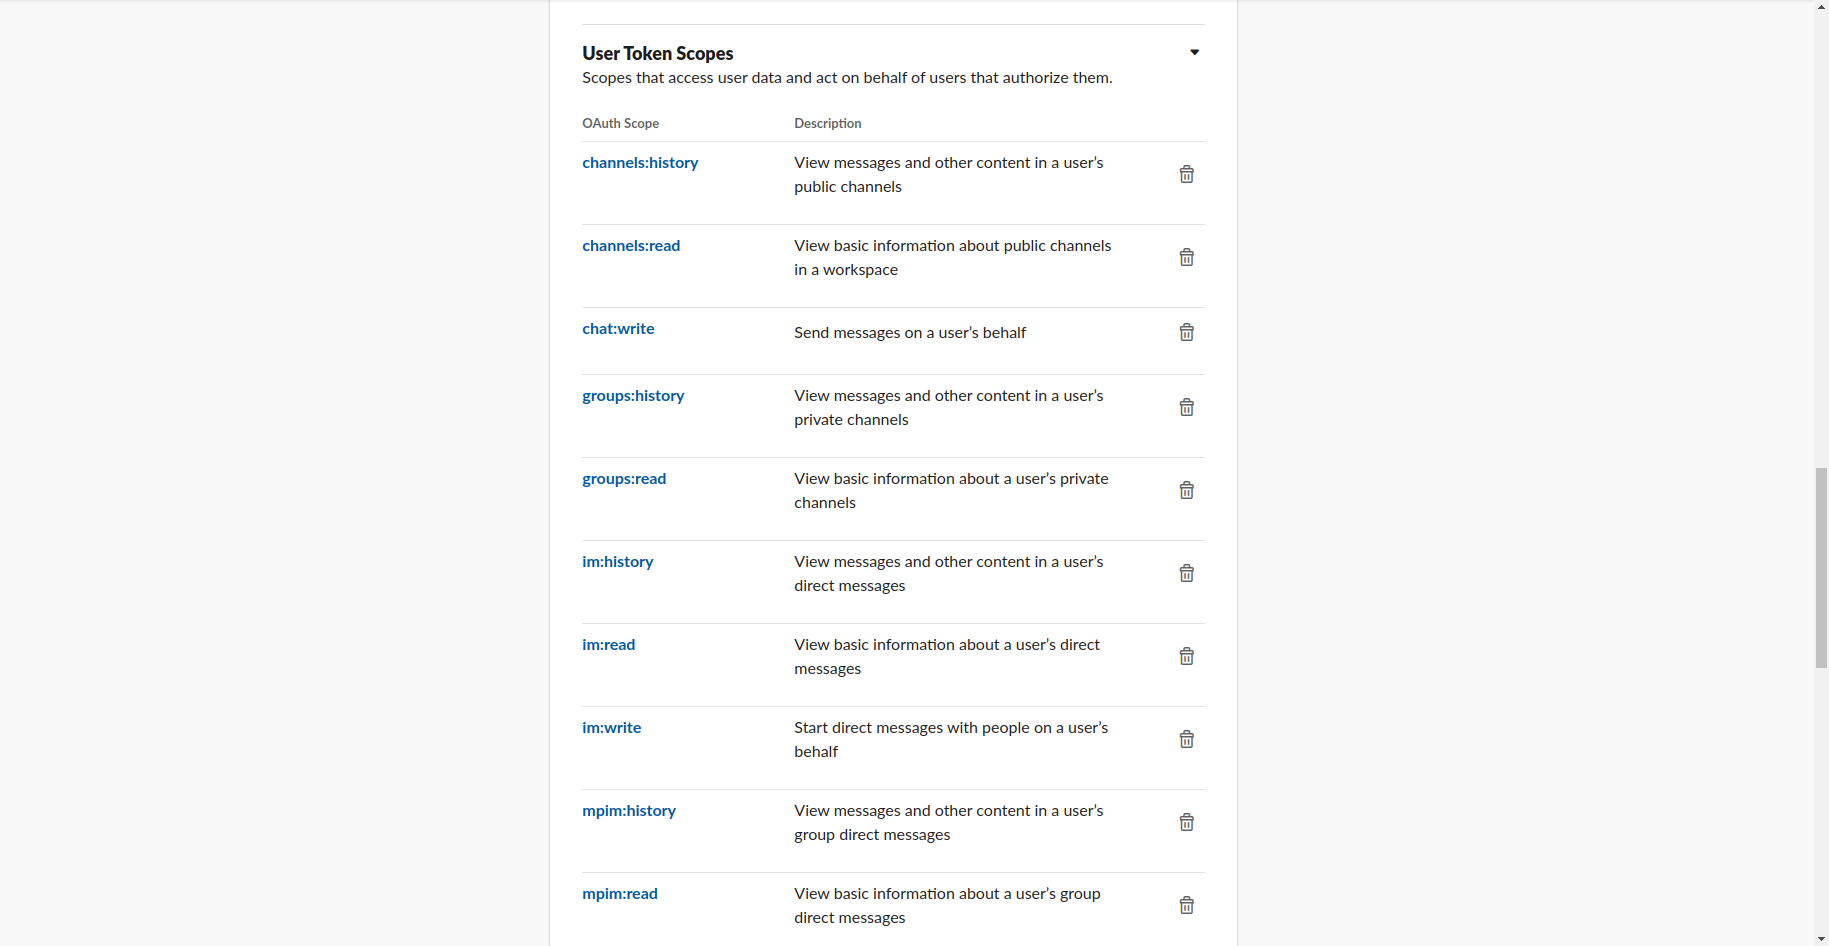 User Token Scopes
Scopes that access user data and act on behalf of users that authorize them.
OAuth Scope Description
channels:history View messages and other content in a user’s
public channels
channels:read View basic information about public channels
in a workspace
chat:write Send messages on a user’s behalf
groups:history View messages and other content in a user’s
private channels
groups:read View basic information about a user’s private
channels
im:history View messages and other content in a user’s
direct messages
im:read View basic information about a user’s direct
messages
im:write Start direct messages with people on a user’s
behalf
mpim:history View messages and other content in a user’s
group direct messages
mpim:read View basic information about a user’s group
direct messages